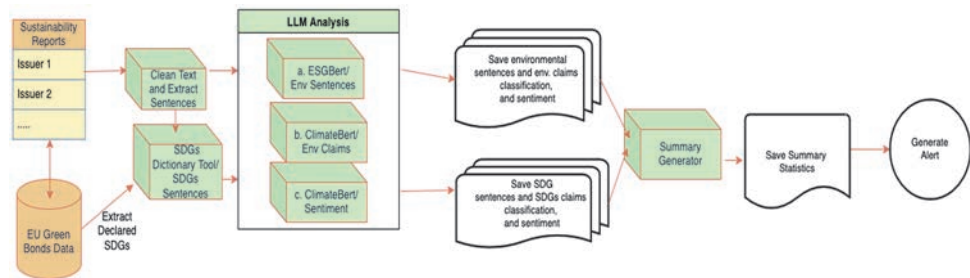 Sustainability
Reports
Issuer 1
Issuer 2
.....
EU Green
Bonds Data
Extract
Declared
SDGs
Clean Text
and Extract
Sentences
SDGs
Dictionary Tool/
SDGs
Sentences
LLM Analysis
a. ESGBert/
Env Sentences
b. ClimateBert/
Env Claims
c. ClimateBert/
Sentiment
Save environmental
sentences and env. claims
classification,
and sentiment
Save SDG
sentences and SDGs claims
classification,
and sentiment
Summary
Generator
Save Summary
Statistics
Generate
Alert